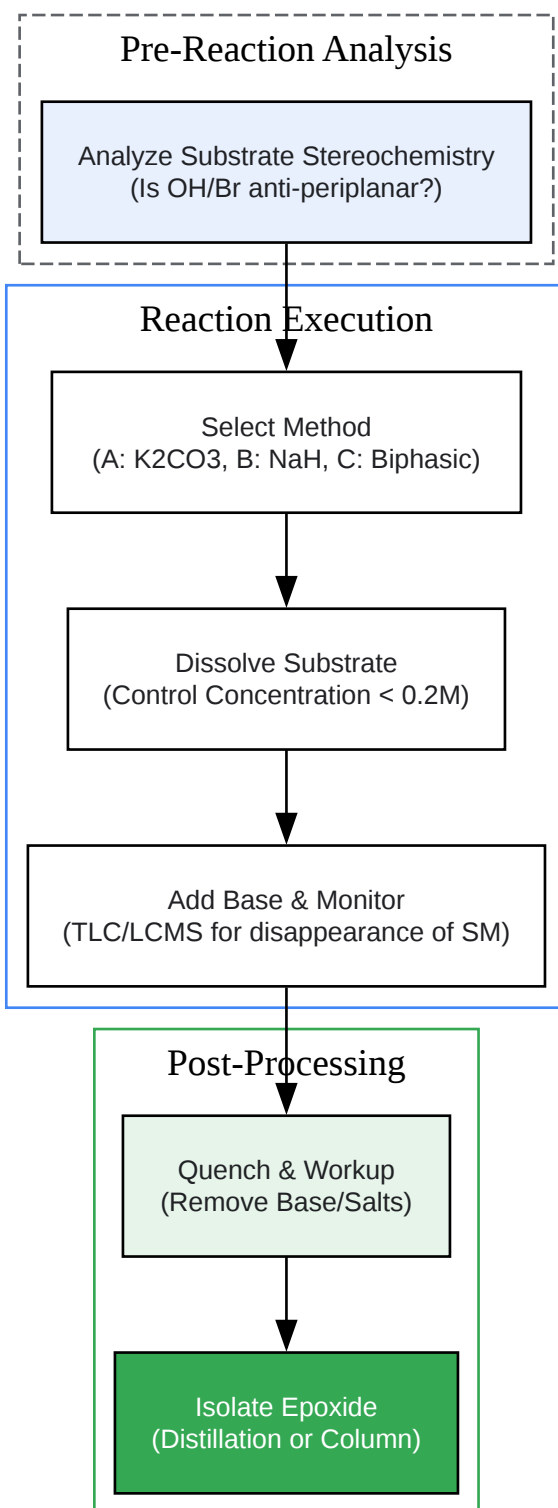 Pre-Reaction Analysis
Analyze Substrate Stereochemistry
(Is OH/Br anti-periplanar?)
Reaction Execution
Select Method
(A: K2CO3, B: NaH, C: Biphasic)
Dissolve Substrate
(Control Concentration < 0.2M)
Add Base & Monitor
(TLC/LCMS for disappearance of SM)
Post-Processing
Quench & Workup
(Remove Base/Salts)
Isolate Epoxide
(Distillation or Column)